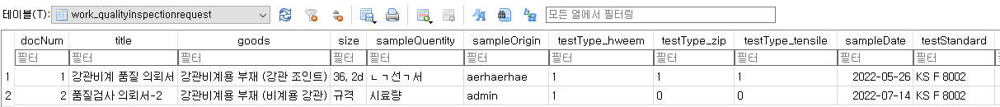 테이블(T): work_qualityinspectionrequest 모든 열에서 필터링
docNum title goods size sampleQuentity sampleOrigin testType_hweem testType_zip testType_tensile sampleDate testStandard
필터 필터 필터 필터 필터 필터 필터 필터 필터 필터 필터
1 1 강관비계 품질 의뢰서 강관비계용 부재 (강관 조인트) 36, 2d ㄴㄱ선ㄱ서 aerhaerhae 1 1 1 2022-05-26 KS F 8002
2 2 품질검사 의뢰서-2 강관비계용 부재 (비계용 강관) 규격 시료량 admin 1 0 0 2022-07-14 KS F 8002